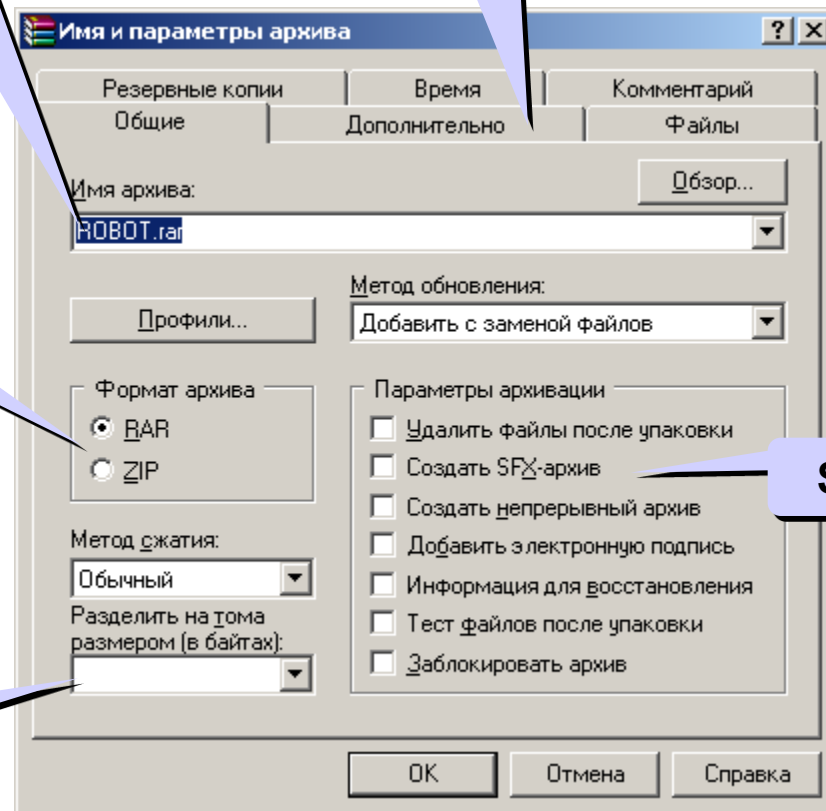 Имя и параметры архива
Резервные копии Время Комментарий
Общие Дополнительно Файлы
Имя архива:
Обзор...
ROBOT.rar
Метод обновления:
Профили...
Добавить с заменой файлов
Формат архива
RAR
ZIP
Метод сжатия:
Обычный
Разделить на тома
размером (в байтах):
Параметры архивации
Удалить файлы после упаковки
Создать SFX-архив
Создать непрерывный архив
Добавить электронную подпись
Информация для восстановления
Тест файлов после упаковки
Заблокировать архив
OK Отмена Справка